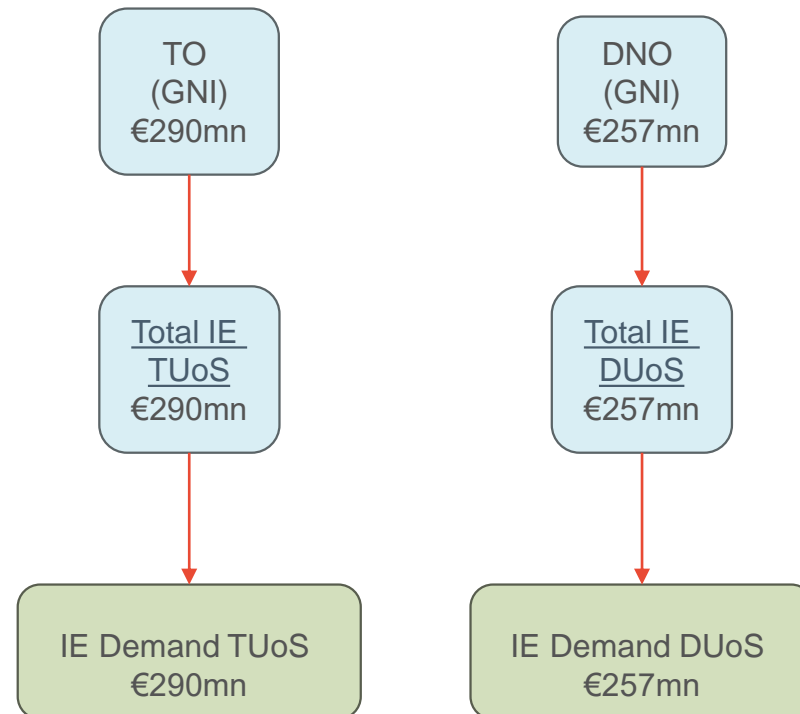 TO
(GNI)
€290mn
DNO
(GNI)
€257mn
Total IE
TUoS
€290mn
Total IE
DUoS
€257mn
IE Demand TUoS
€290mn
IE Demand DUoS
€257mn